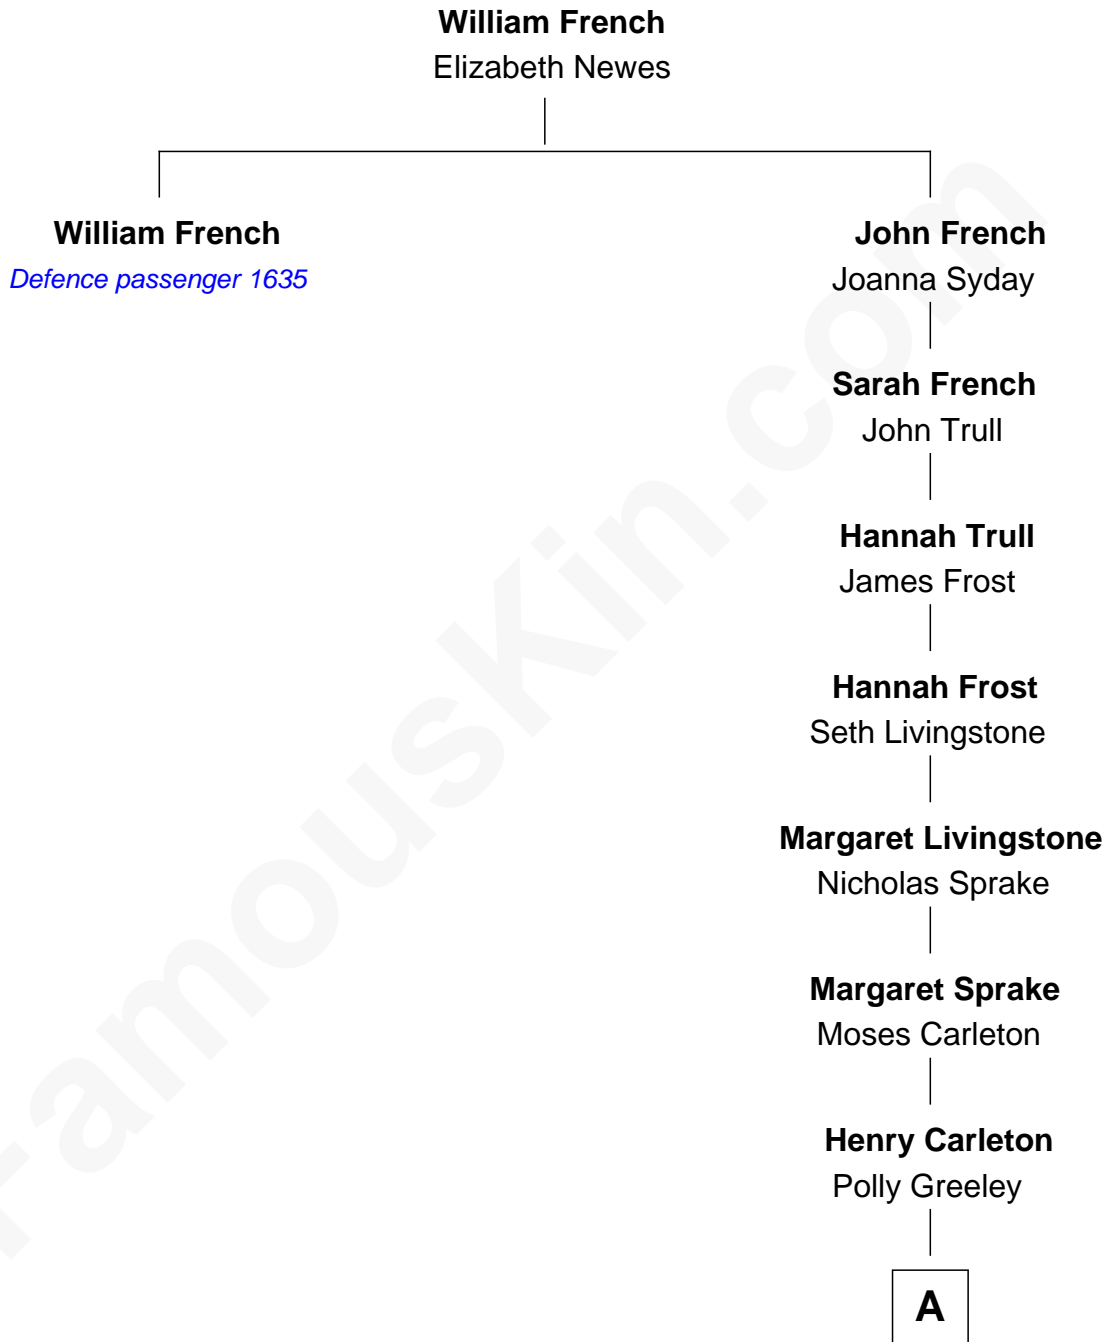 William French
Elizabeth Newes
William French
Defence passenger 1635
John French
Joanna Syday
Sarah French
John Trull
Hannah Trull
James Frost
Hannah Frost
Seth Livingstone
Margaret Livingstone
Nicholas Sprake
Margaret Sprake
Moses Carleton
Henry Carleton
Polly Greeley
A
FamousKin.com